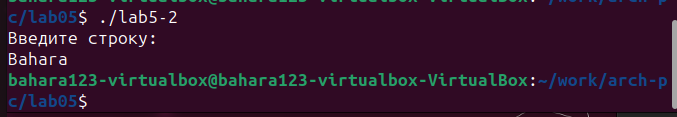 c/lab05$ ./lab5-2
Введите строку:
Bahara
bahara123-virtualbox@bahara123-virtualbox-VirtualBox:~/work/arch-p
c/lab05$